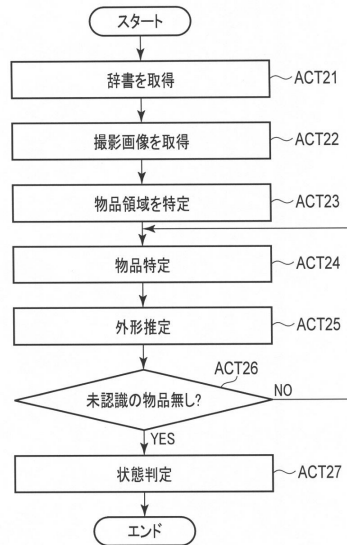 スタート
辞書を取得
ACT21
撮影画像を取得
ACT22
物品領域を特定
ACT23
物品特定
ACT24
外形推定
ACT25
ACT26
未認識の物品無し?
NO
YES
状態判定
ACT27
エンド